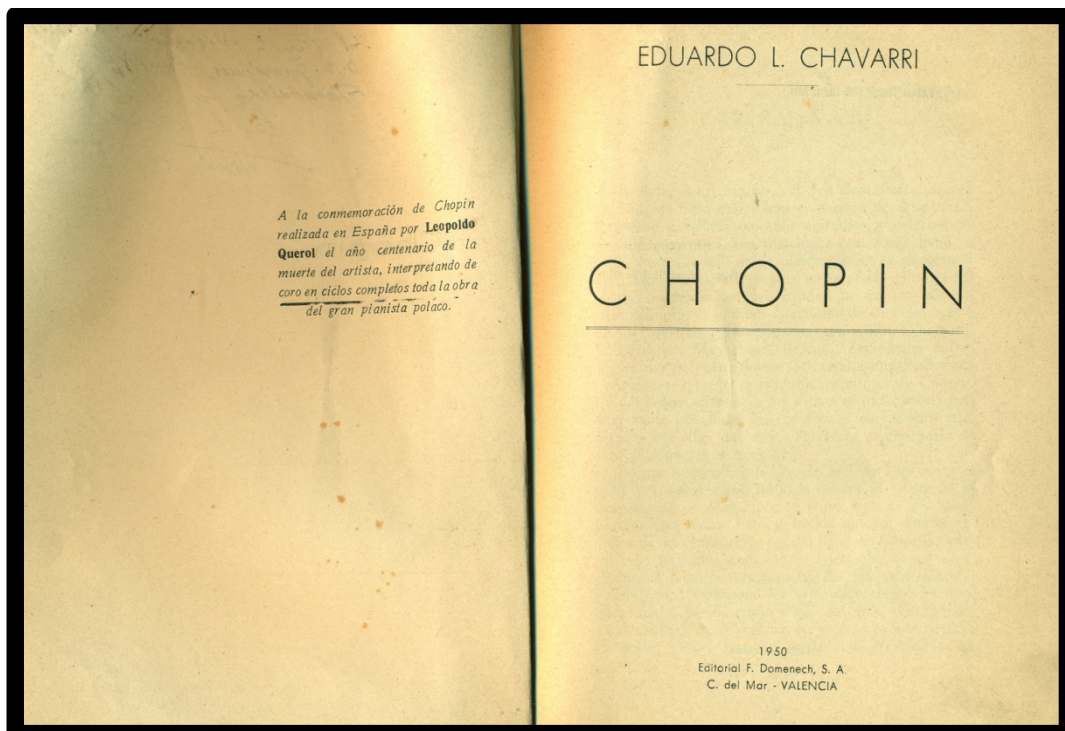 A la conmemoración de Chopin
realizada en España por Leopoldo
Querol el año centenario de la
muerte del artista, interpretando de
coro en ciclos completos toda la obra
del gran pianista polaco.
EDUARDO L. CHAVARRI
CHOPIN
1950
Editorial F. Domenech, S. A.
C. del Mar - VALENCIA